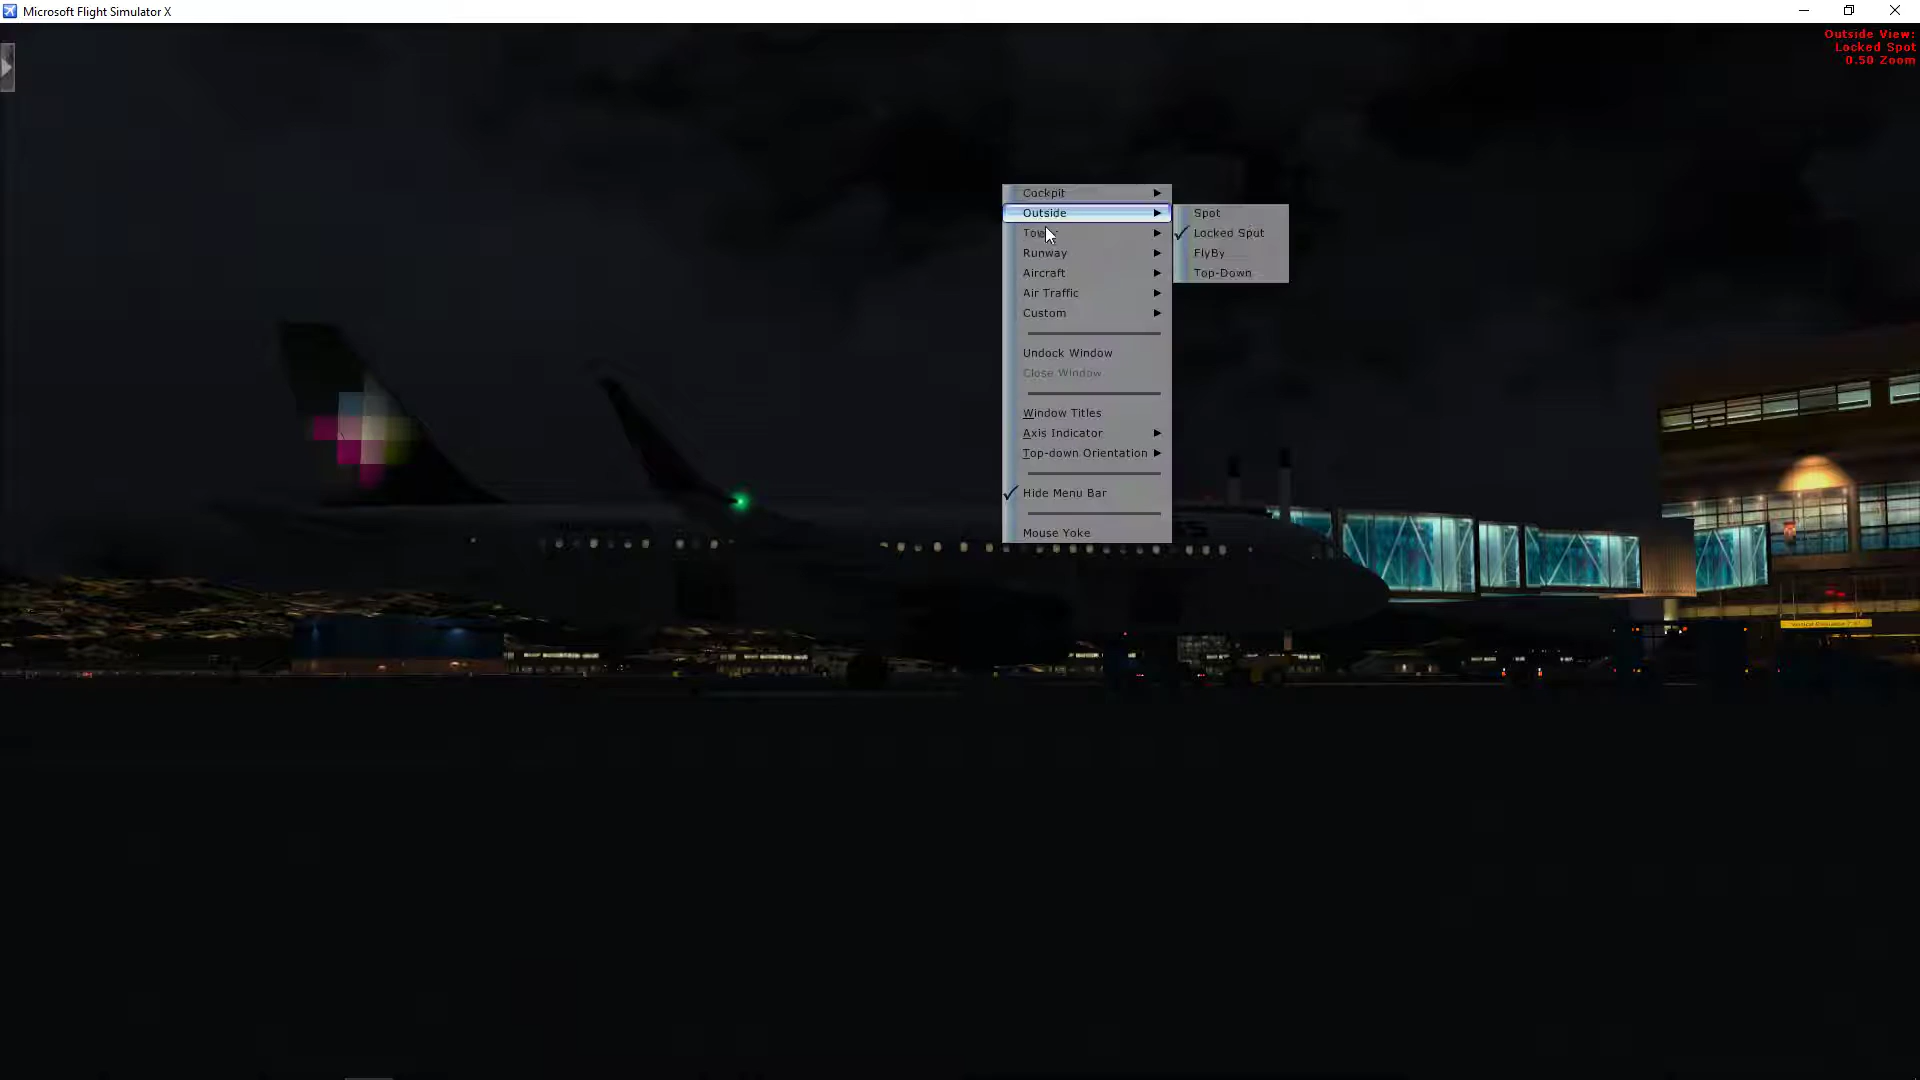 Microsoft Flight Simulator X
Outside View:
Locked Spot
0.50 Zoom
Cockpit
Outside
Spot
Tower
Locked Spot
Runway
FlyBy
Aircraft
Top-Down
Air Traffic
Custom
Undock Window
Close Window
Window Titles
Axis Indicator
Top-down Orientation
Hide Menu Bar
Mouse Yoke